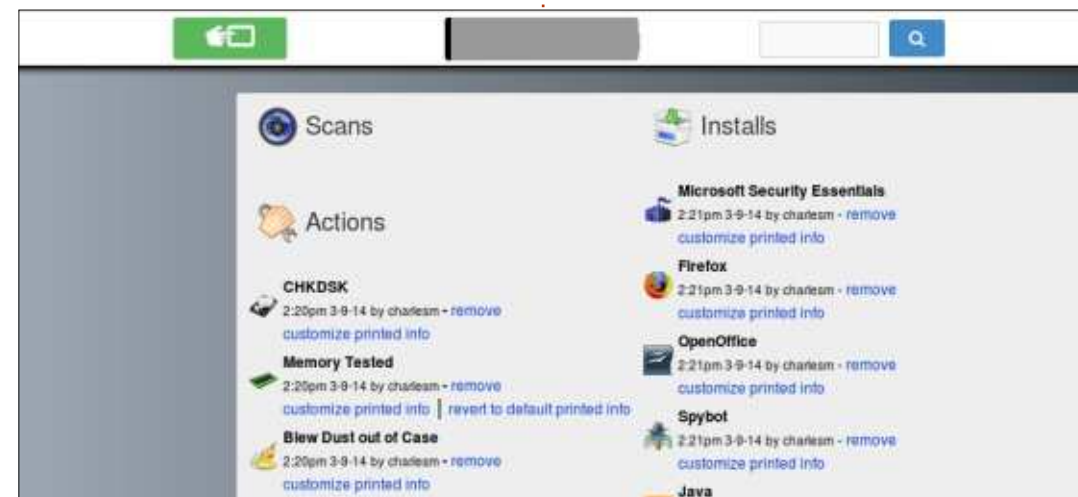 Scans
Actions
CHKDSK
2:20pm 3-9-14 by charlesm - remove
customize printed info
Memory Tested
2:20pm 3-9-14 by charlesm - remove
customize printed info | revert to default printed info
Blew Dust out of Case
2:20pm 3-9-14 by charlesm - remove
customize printed info
Installs
Microsoft Security Essentials
2:21pm 3-9-14 by charlesm - remove
customize printed info
Firefox
2:21pm 3-9-14 by charlesm - remove
customize printed info
OpenOffice
2:21pm 3-9-14 by charlesm - remove
customize printed info
Spybot
2:21pm 3-9-14 by charlesm - remove
customize printed info
Java